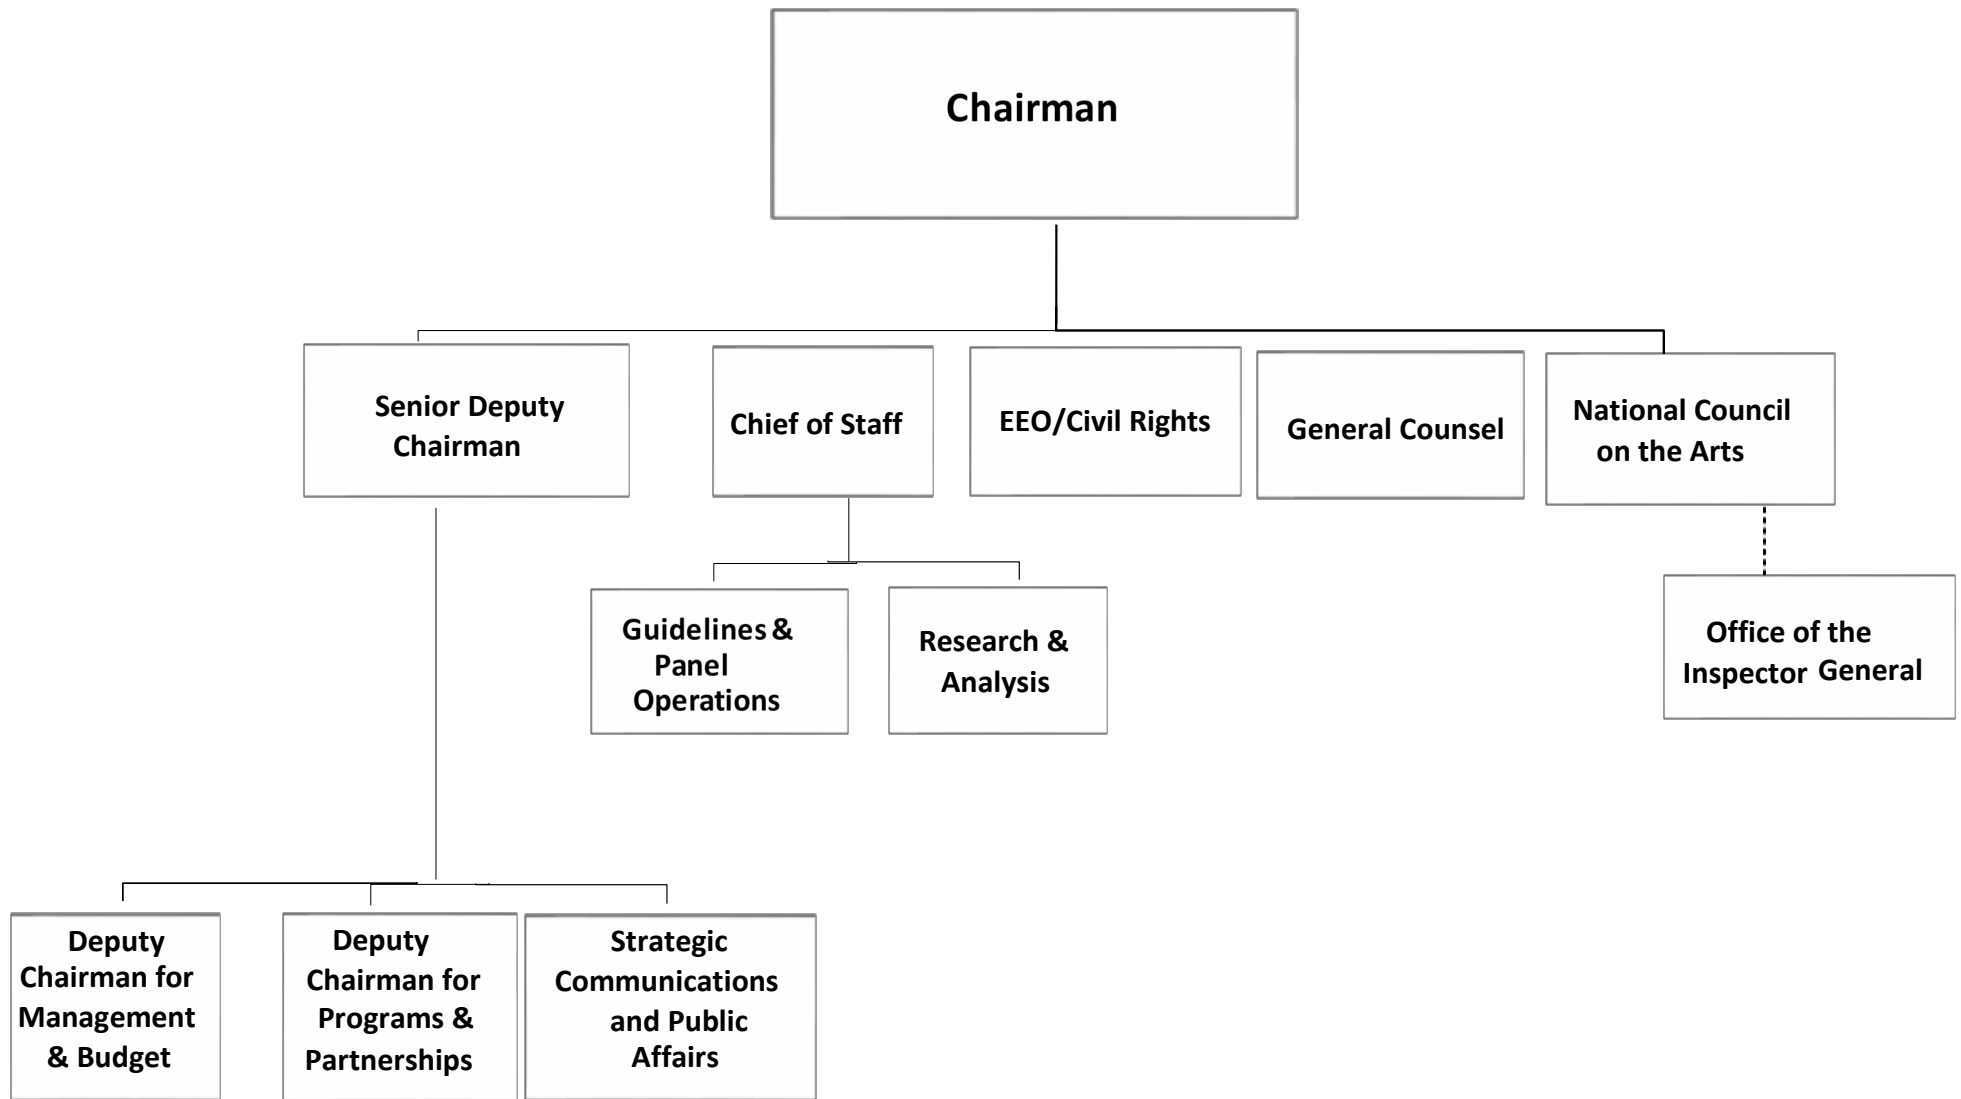 Chairman
Senior Deputy
Chairman
Chief of Staff
EEO/Civil Rights
General Counsel
National Council
on the Arts
Guidelines &
Panel
Operations
Research &
Analysis
Office of the
Inspector General
Deputy
Chairman for
Management
& Budget
Deputy
Chairman for
Programs &
Partnerships
Strategic
Communications
and Public
Affairs